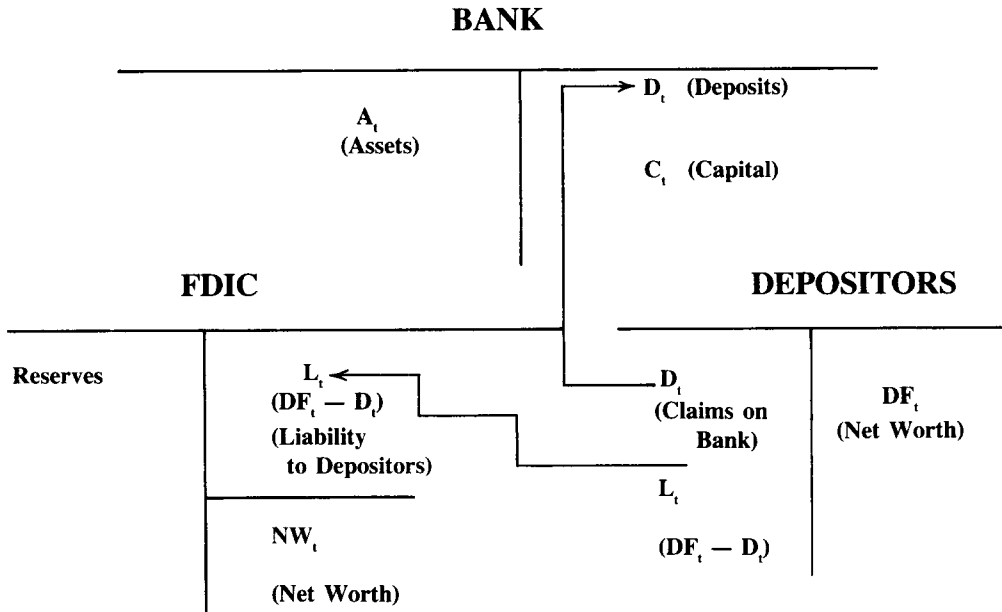 BANK
A_t
(Assets)
D_t (Deposits)
C_t (Capital)
FDIC
Reserves
L_t
(DF_t — D_t)
(Liability
to Depositors)
NW_t
(Net Worth)
DEPOSITORS
D_t
(Claims on
Bank)
L_t
(DF_t — D_t)
DF_t
(Net Worth)